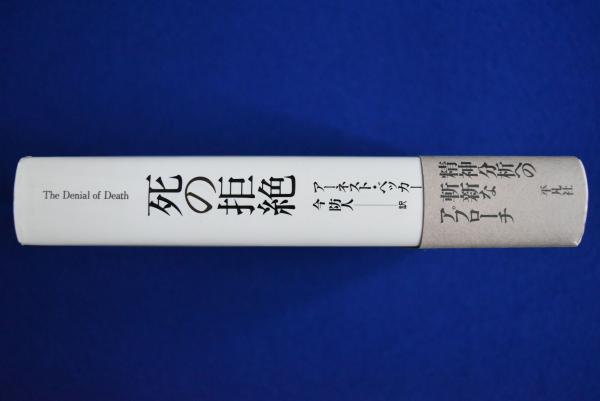 The Denial of Death
死の拒絶
アーネスト・ベッカー
今 防人――訳
精神分析への
斬新な
アプローチ
平凡社